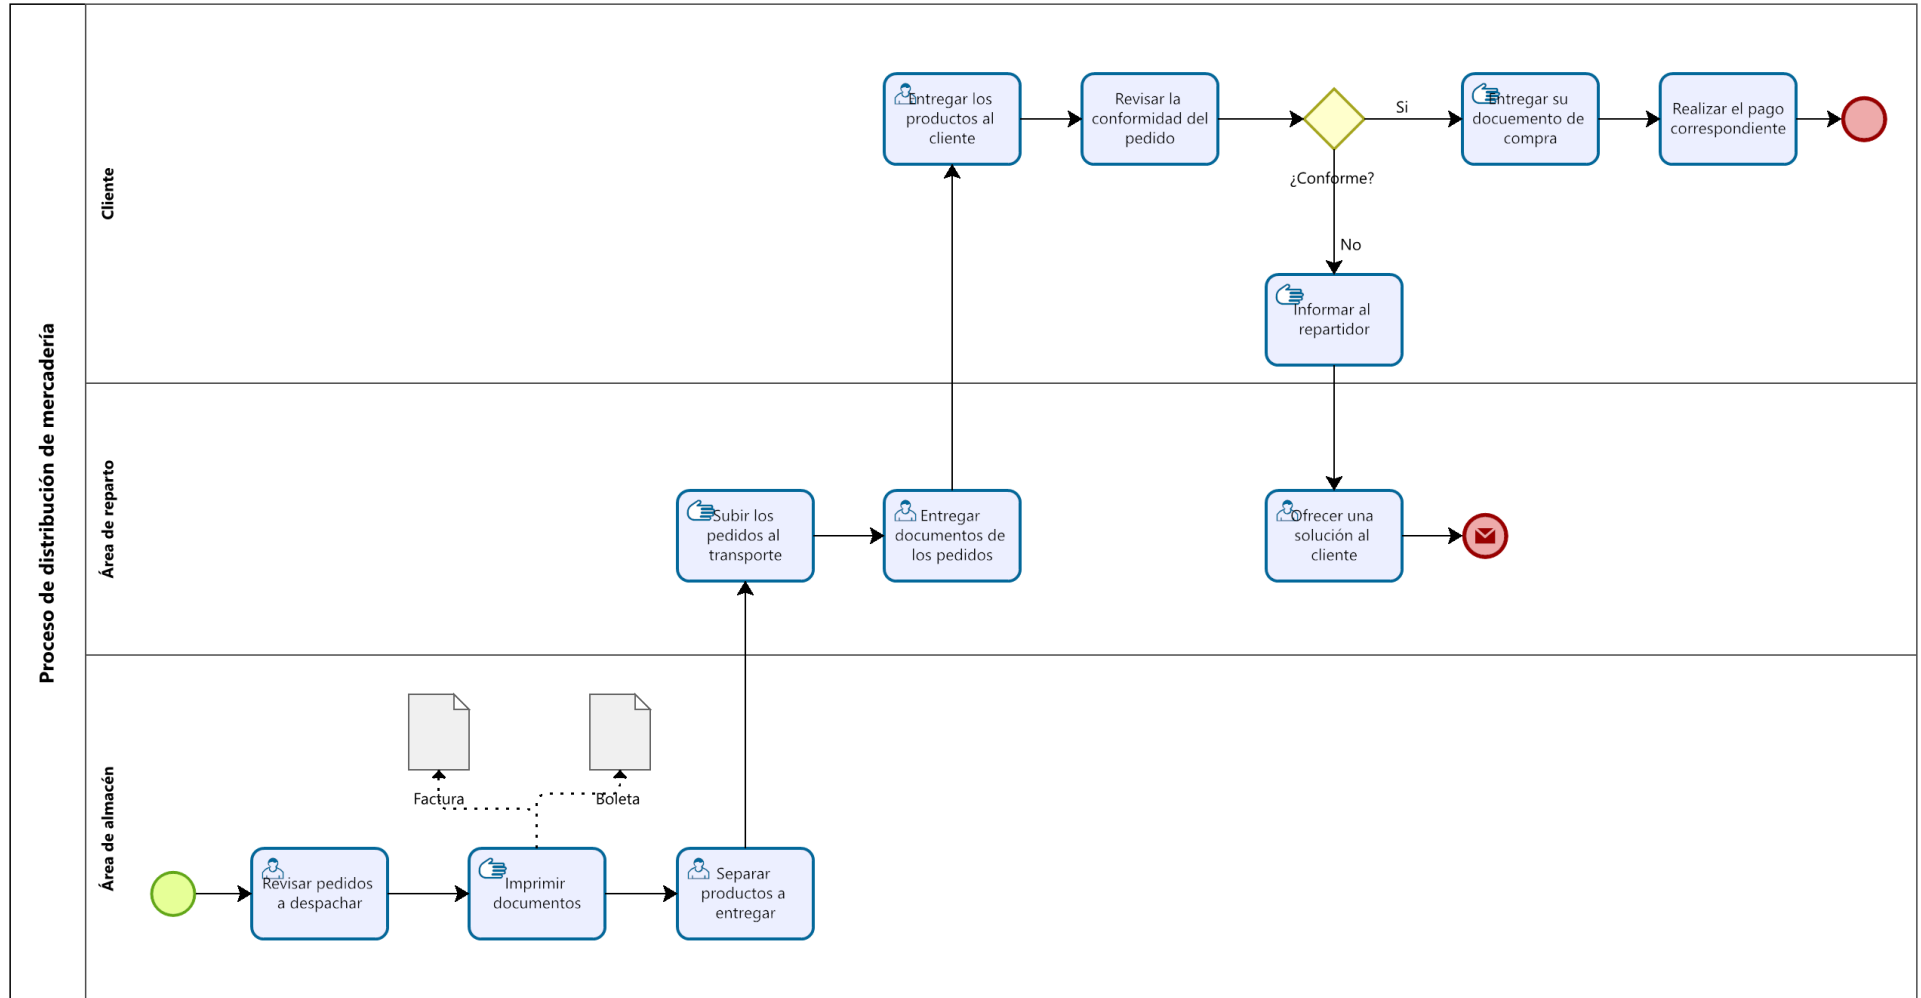 Proceso de distribución de mercadería
Cliente
Entregar los
productos al
cliente
Revisar la
conformidad del
pedido
¿Conforme?
Si
No
Entregar su
docuemento de
compra
Realizar el pago
correspondiente
Informar al
repartidor
Área de reparto
Subir los
pedidos al
transporte
Entregar
documentos de
los pedidos
Ofrecer una
solución al
cliente
Área de almacén
Factura
Boleta
Revisar pedidos
a despachar
Imprimir
documentos
Separar
productos a
entregar